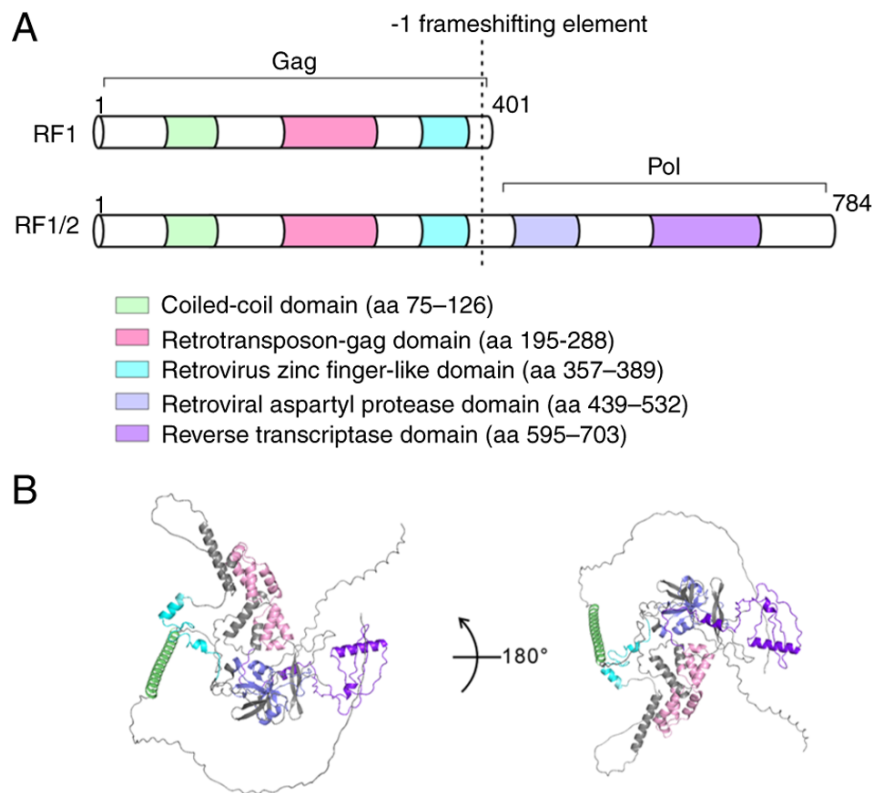 A
-1 frameshifting element
Gag
1
401
RF1
Pol
1
784
RF1/2
Coiled-coil domain (aa 75–126)
Retrotransposon-gag domain (aa 195-288)
Retrovirus zinc finger-like domain (aa 357–389)
Retroviral aspartyl protease domain (aa 439–532)
Reverse transcriptase domain (aa 595–703)
B
180°